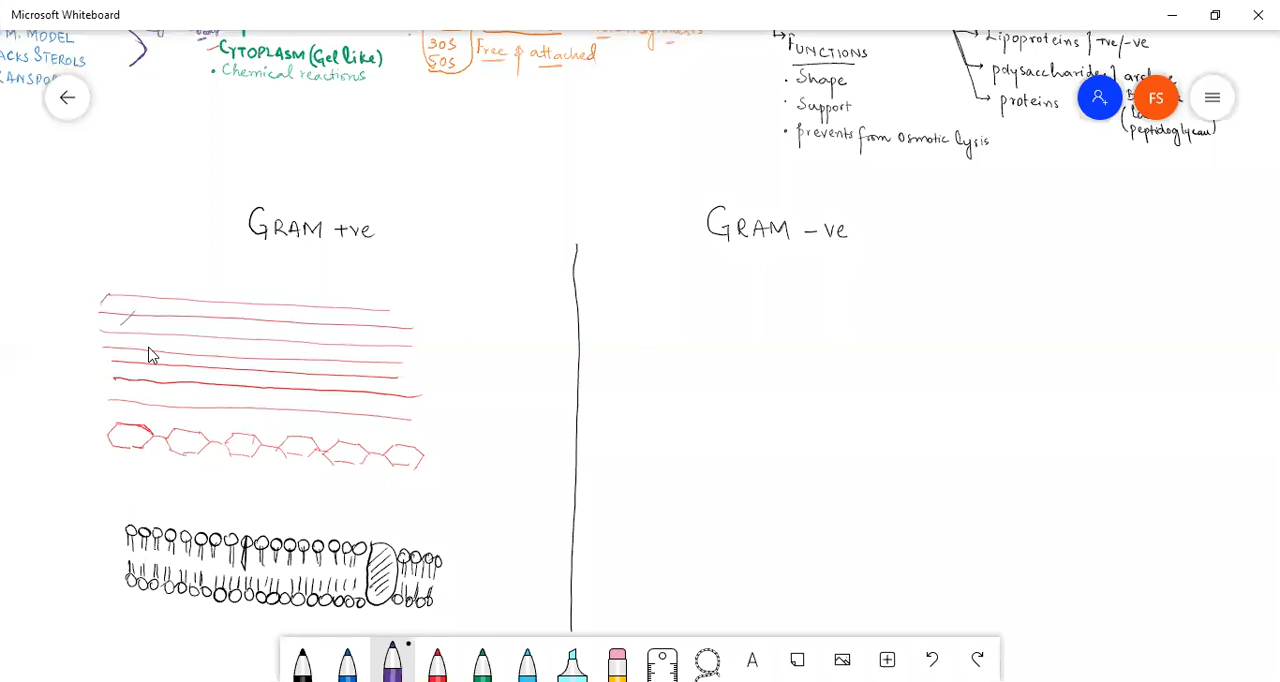 Microsoft Whiteboard
M. MODEL
ACKS STEROLS
RANSPO
CYTOPLASM (Gel like)
• Chemical reactions
30S
50S
Free & attached
FUNCTIONS
• Shape
• Support
• prevents from Osmotic lysis
Lipoproteins } +ve/-ve
polysaccharides
proteins
peptidoglycan)
FS
GRAM +ve
GRAM -ve
A